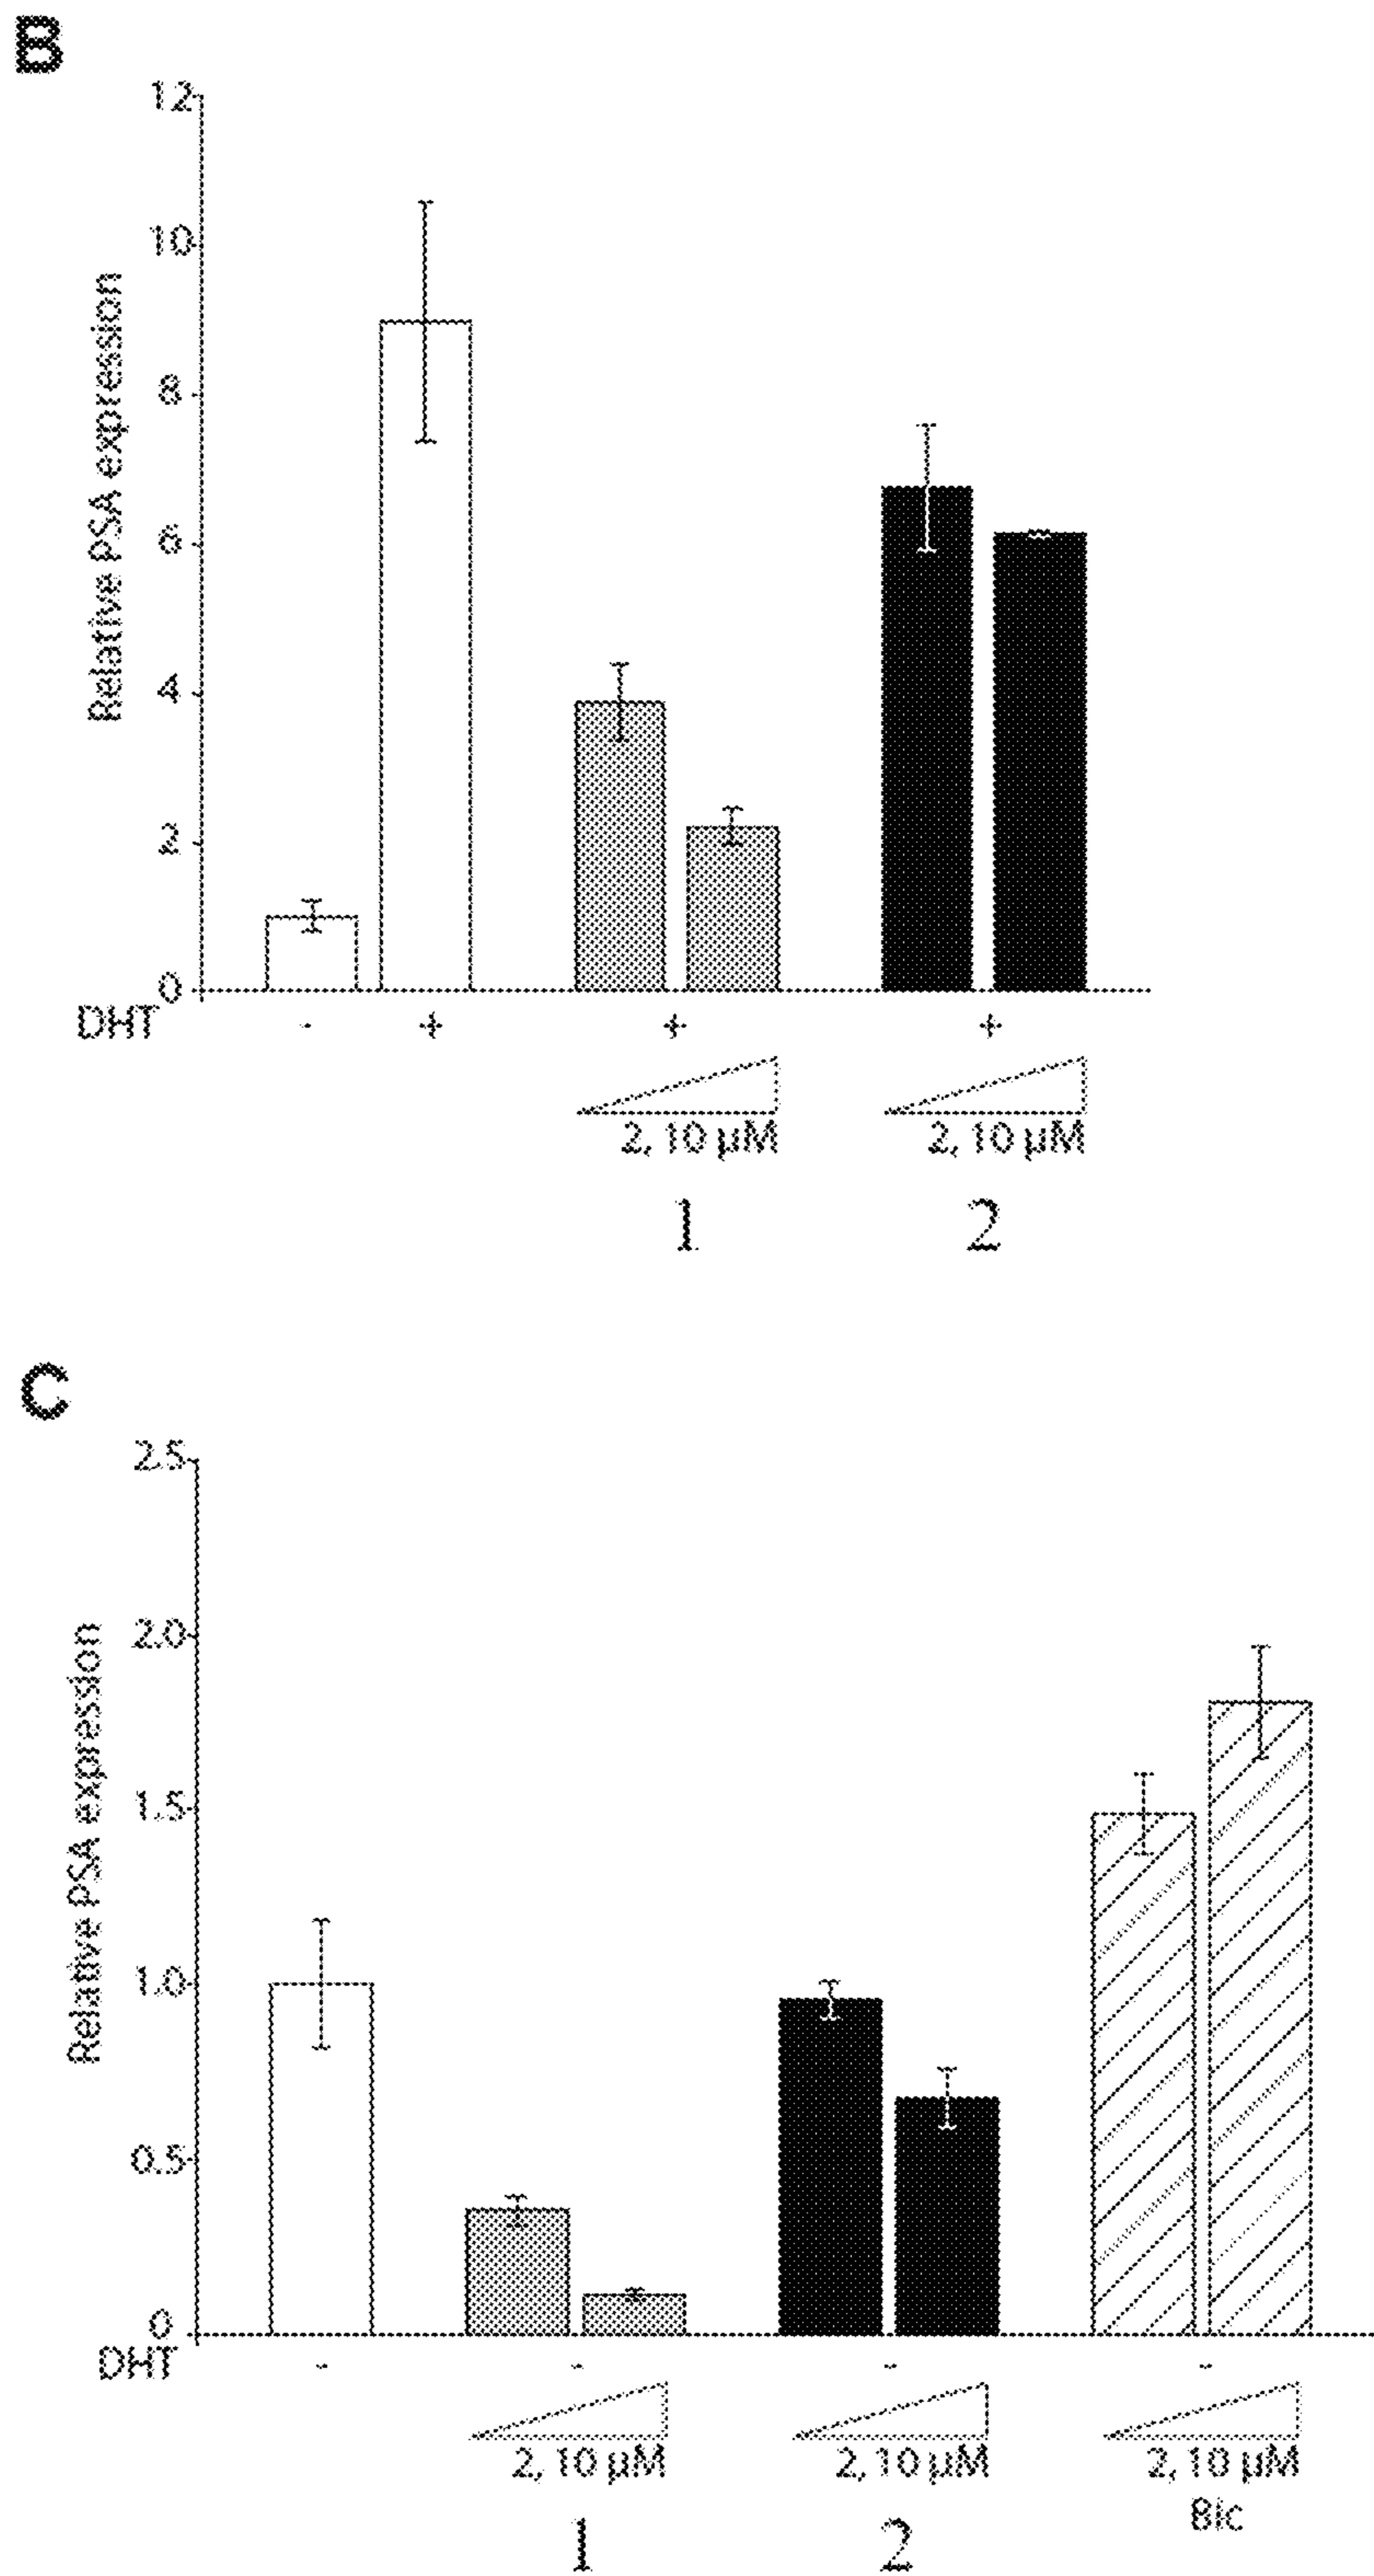 B
Relative PSA expression
12
10
8
6
4
2
0
DHT - + + +
2, 10 µM 2, 10 µM
1 2
C
Relative PSA expression
2.5
2.0
1.5
1.0
0.5
0
DHT - - - -
2, 10 µM 2, 10 µM 2, 10 µM
Bic
1 2